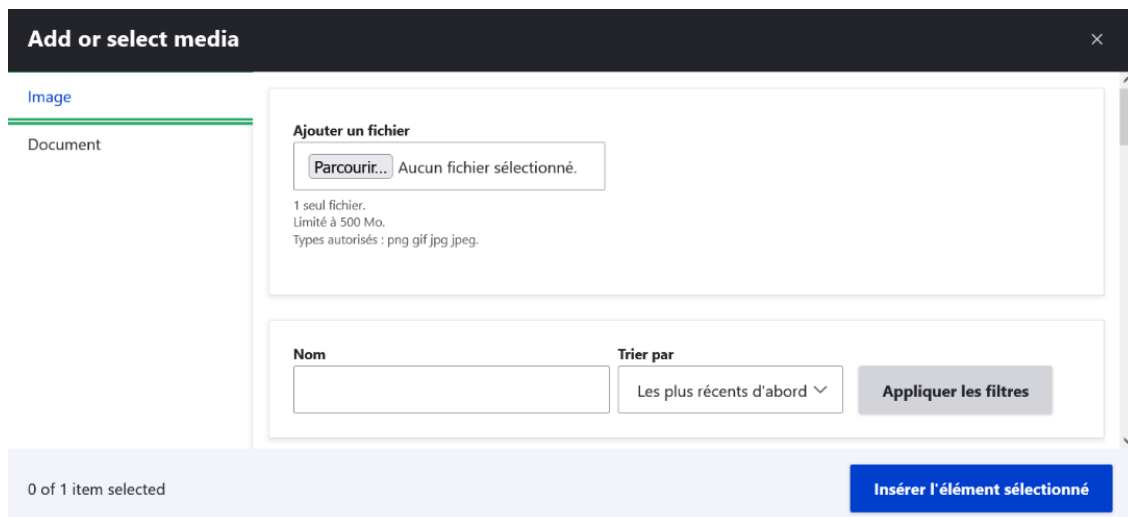 Add or select media
Image
Document
Ajouter un fichier
Parcourir... Aucun fichier sélectionné.
1 seul fichier.
Limité à 500 Mo.
Types autorisés : png gif jpg jpeg.
Nom
Trier par
Les plus récents d'abord
Appliquer les filtres
0 of 1 item selected
Insérer l'élément sélectionné